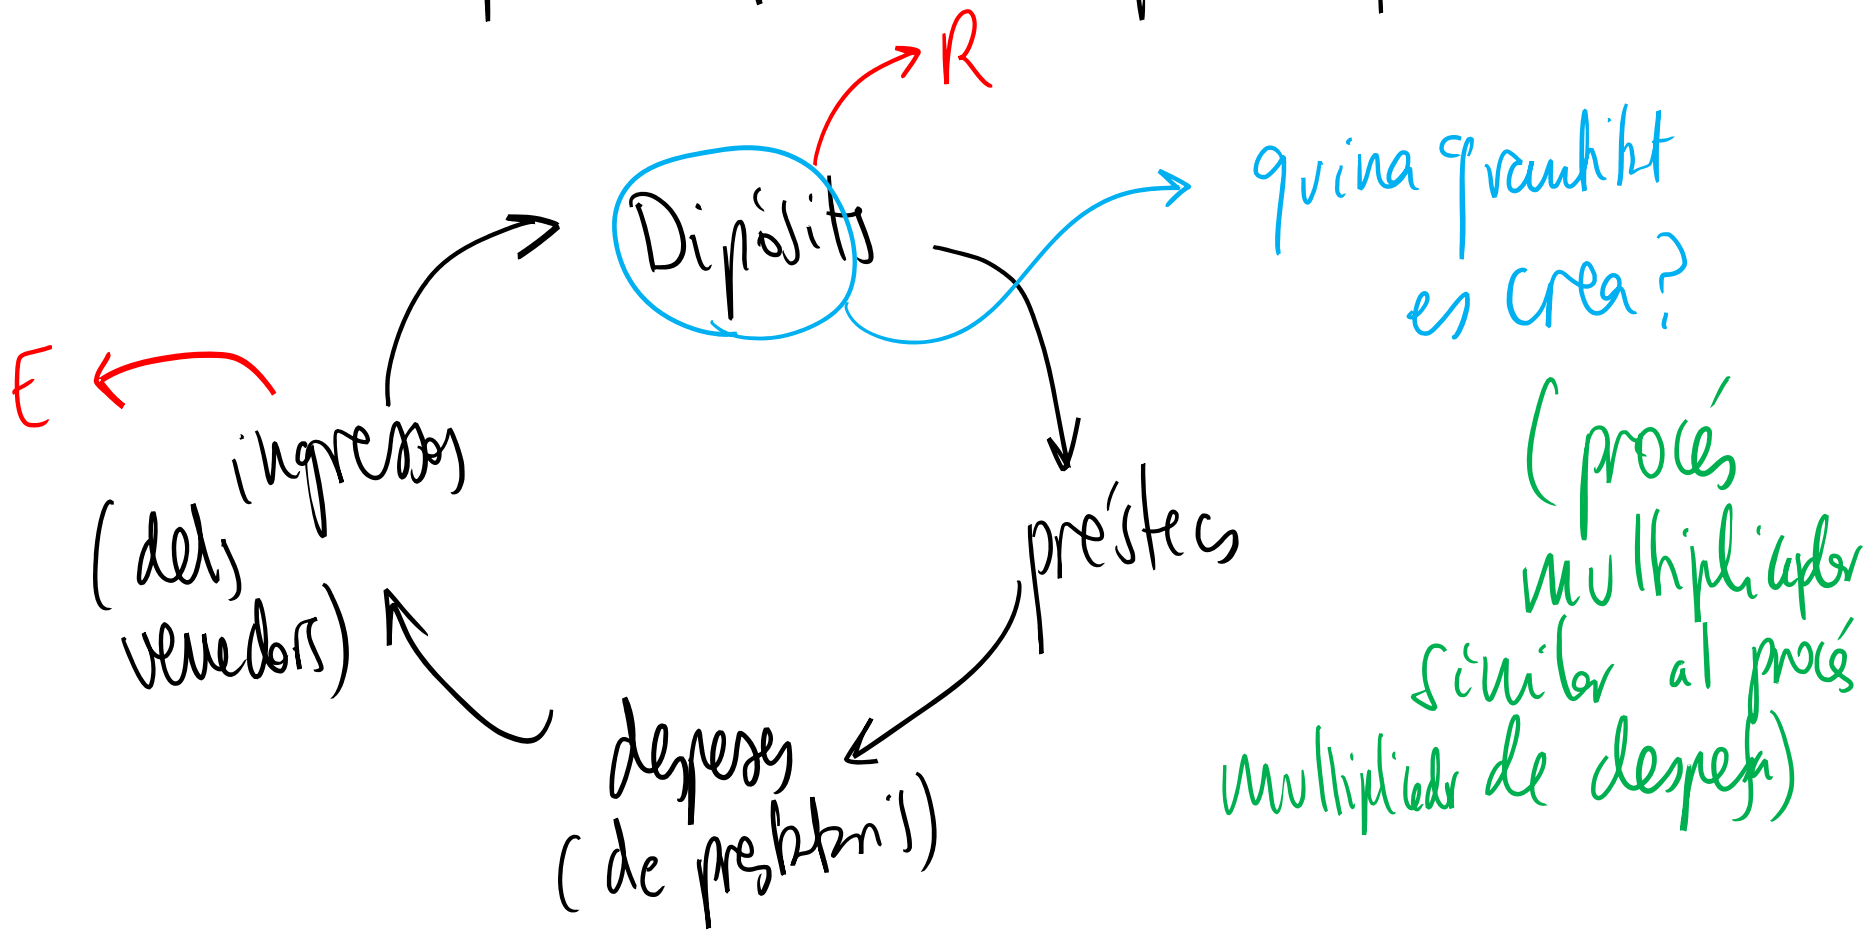 R
Dipósits
quina quantitat
es crea?
E
ingressos
(dels
venedors)
préstecs
despeses
(de prestataris)
(procés
multiplicador
similar al procés
multiplicador de despesa)